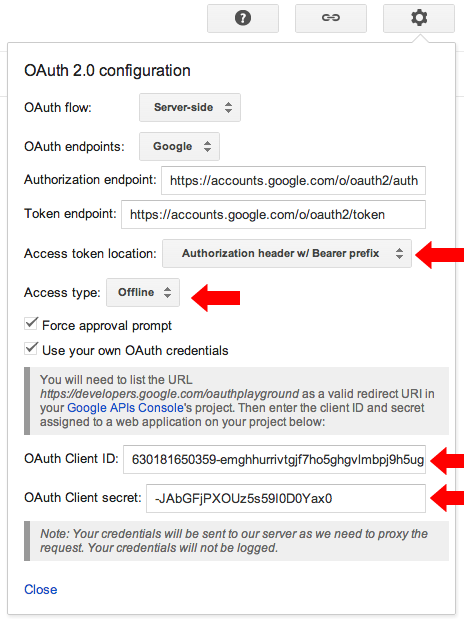 OAuth 2.0 configuration
OAuth flow: Server-side
OAuth endpoints: Google
Authorization endpoint: https://accounts.google.com/o/oauth2/auth
Token endpoint: https://accounts.google.com/o/oauth2/token
Access token location: Authorization header w/ Bearer prefix
Access type: Offline
Force approval prompt
Use your own OAuth credentials
You will need to list the URL
https://developers.google.com/oauthplayground as a valid redirect URI in
your Google APIs Console's project. Then enter the client ID and secret
assigned to a web application on your project below:
OAuth Client ID: 630181650359-emghhurrivtgjf7ho5ghgvlmbpj9h5ug
OAuth Client secret: -JAbGFjPXOUz5s59I0D0Yax0
Note: Your credentials will be sent to our server as we need to proxy the
request. Your credentials will not be logged.
Close